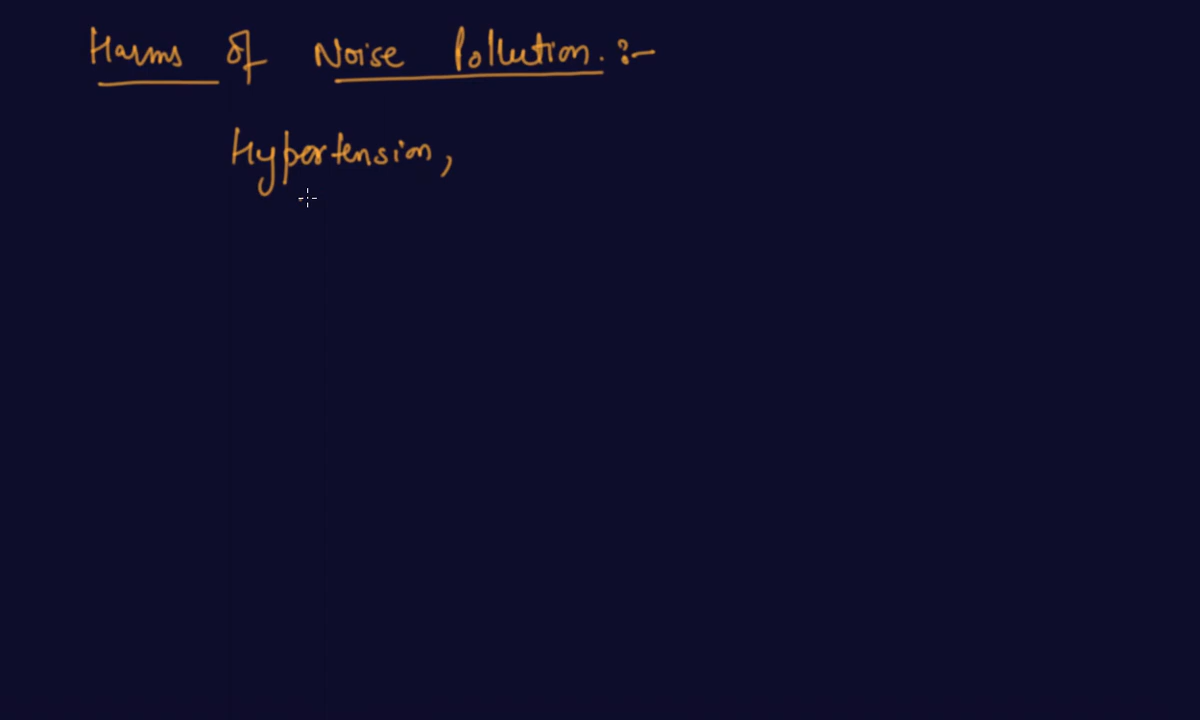 Harms of Noise Pollution. :-
Hypertension,